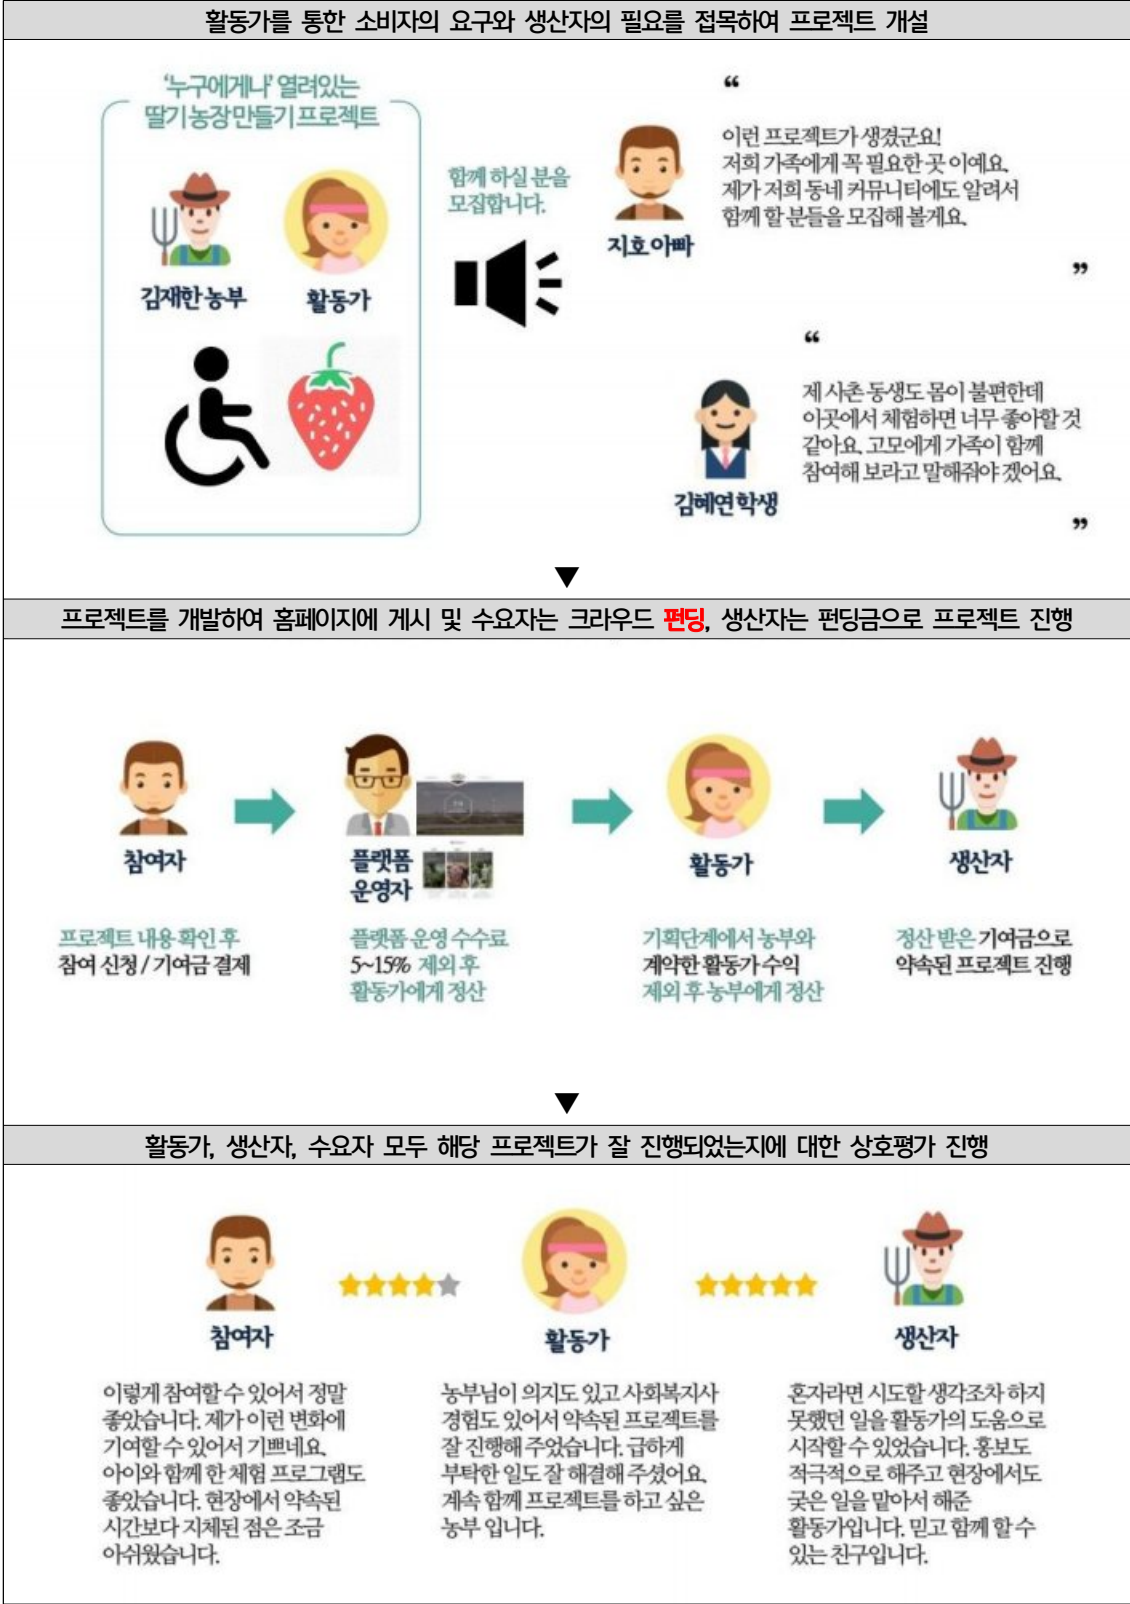 활동가를 통한 소비자의 요구와 생산자의 필요를 접목하여 프로젝트 개설
‘누구에게나’ 열려있는
딸기 농장 만들기 프로젝트
김재한 농부
활동가
함께 하실 분을
모집합니다.
“
이런 프로젝트가 생겼군요!
저희 가족에게 꼭 필요한 곳 이예요.
제가 저희 동네 커뮤니티에도 알려서
함께 할 분들을 모집해 볼게요.
”
지호 아빠
“
제 사촌 동생도 몸이 불편한데
이곳에서 체험하면 너무 좋아할 것
같아요. 고모에게 가족이 함께
참여해 보라고 말해줘야 겠어요.
”
김혜연 학생
▼
프로젝트를 개발하여 홈페이지에 게시 및 수요자는 크라우드 펀딩, 생산자는 펀딩금으로 프로젝트 진행
참여자
프로젝트 내용 확인 후
참여 신청 / 기여금 결제
플랫폼
운영자
플랫폼 운영 수수료
5~15% 제외 후
활동가에게 정산
활동가
기획단계에서 농부와
계약한 활동가 수익
제외 후 농부에게 정산
생산자
정산 받은 기여금으로
약속된 프로젝트 진행
▼
활동가, 생산자, 수요자 모두 해당 프로젝트가 잘 진행되었는지에 대한 상호평가 진행
참여자
이렇게 참여할 수 있어서 정말
좋았습니다. 제가 이런 변화에
기여할 수 있어서 기쁘네요.
아이와 함께 한 체험 프로그램도
좋았습니다. 현장에서 약속된
시간보다 지체된 점은 조금
아쉬웠습니다.
활동가
농부님이 의지도 있고 사회복지사
경험도 있어서 약속된 프로젝트를
잘 진행해 주었습니다. 급하게
부탁한 일도 잘 해결해 주셨어요.
계속 함께 프로젝트를 하고 싶은
농부 입니다.
생산자
혼자라면 시도할 생각조차 하지
못했던 일을 활동가의 도움으로
시작할 수 있었습니다. 홍보도
적극적으로 해주고 현장에서도
궂은 일을 맡아서 해준
활동가입니다. 믿고 함께 할 수
있는 친구입니다.